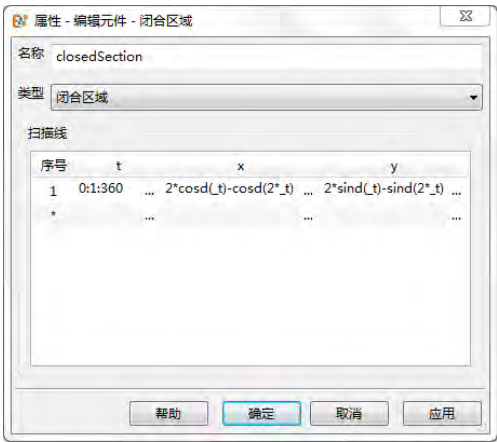 属性 - 编辑元件 - 闭合区域
名称 closedSection
类型 闭合区域
扫描线
序号 t x y
1 0:1:360 ... 2*cosd(_t)-cosd(2*_t) ... 2*sind(_t)-sind(2*_t) ...
* ... ... ...
帮助 确定 取消 应用